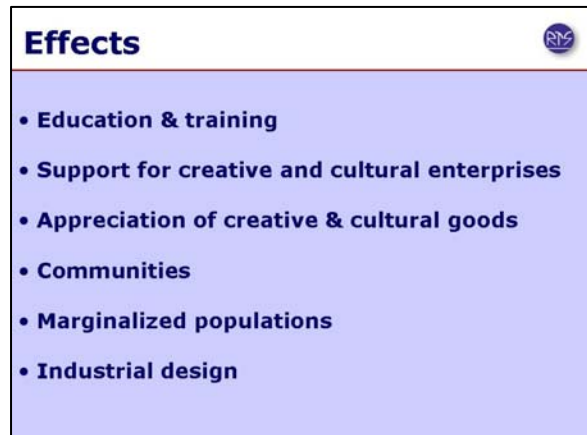 Effects
RMS
• Education & training
• Support for creative and cultural enterprises
• Appreciation of creative & cultural goods
• Communities
• Marginalized populations
• Industrial design